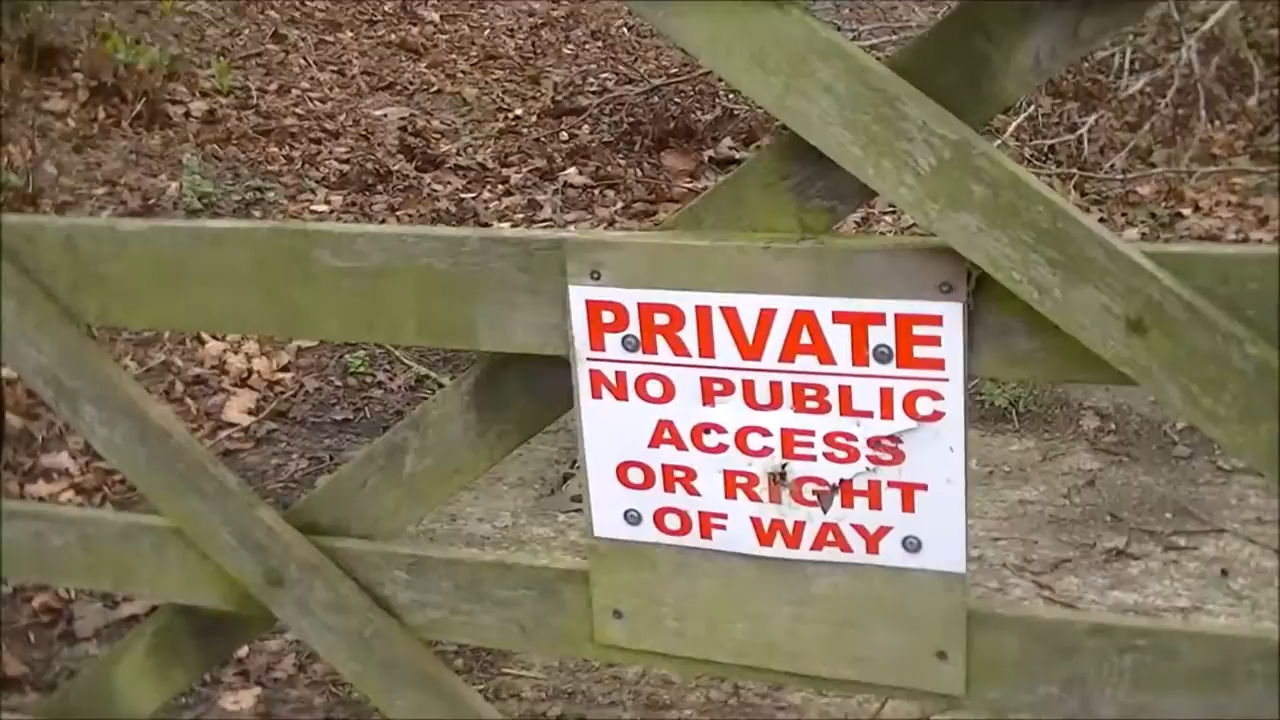 PRIVATE
NO PUBLIC
ACCESS
OR RIGHT
OF WAY